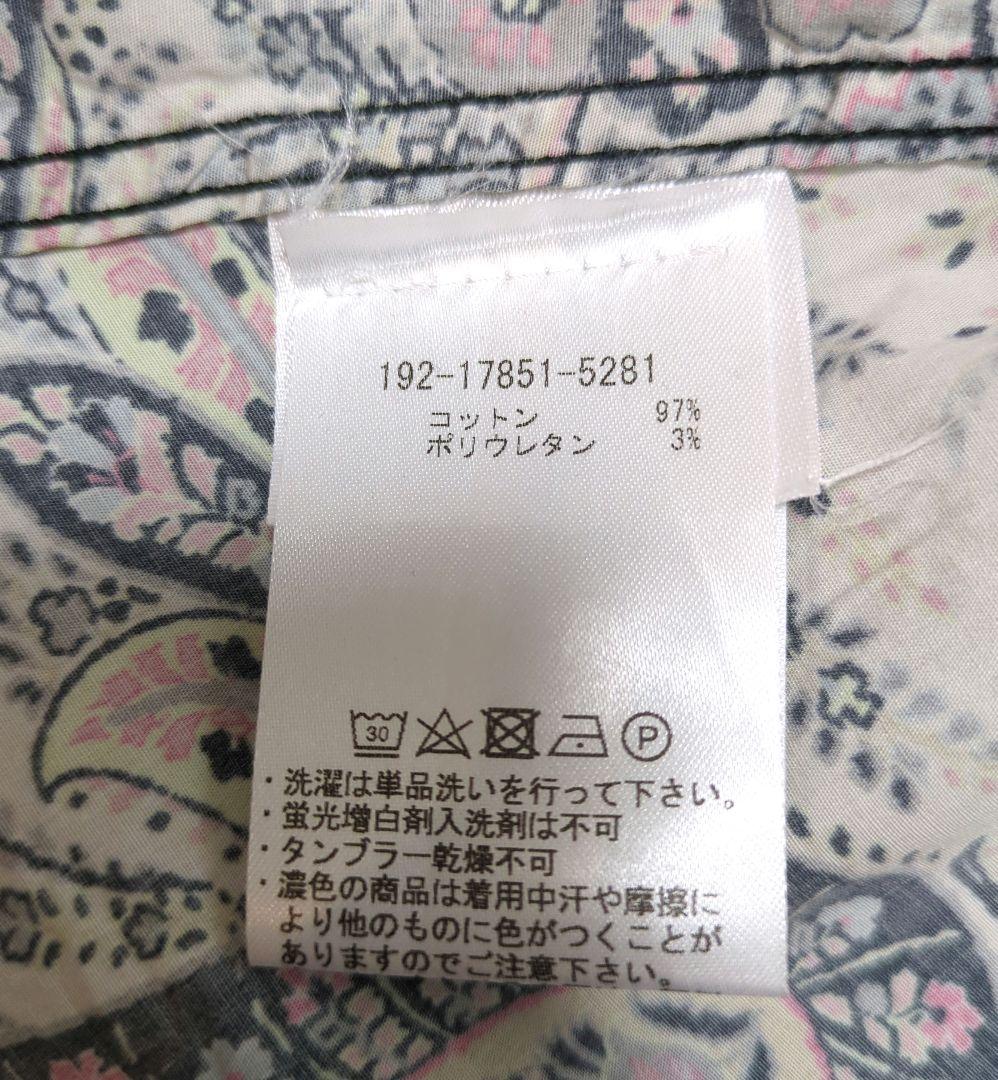 192-17851-5281
コットン 97%
ポリウレタン 3%
30 P
・洗濯は単品洗いを行って下さい。
・蛍光増白剤入洗剤は不可
・タンブラー乾燥不可
・濃色の商品は着用中汗や摩擦に
より他のものに色がつくことが
ありますのでご注意下さい。